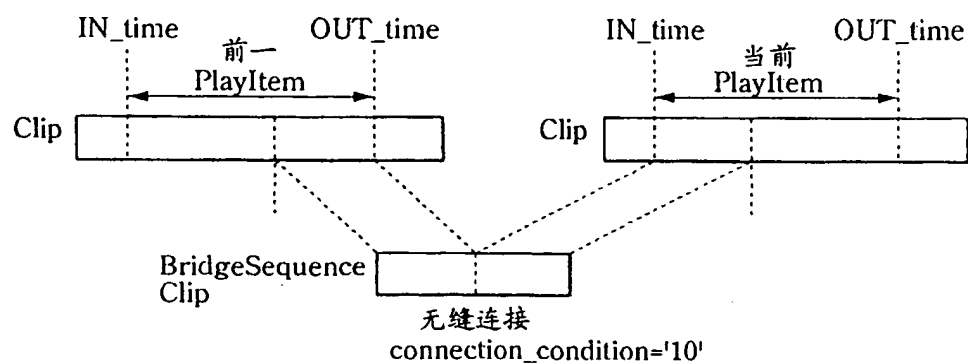 IN_time
OUT_time
前一
PlayItem
Clip
IN_time
OUT_time
当前
PlayItem
Clip
BridgeSequence
Clip
无缝连接
connection_condition='10'